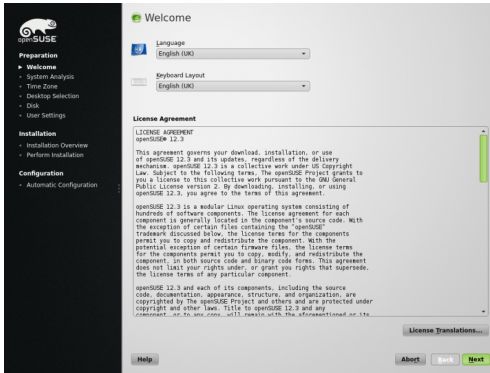 openSUSE
Preparation
Welcome
System Analysis
Time Zone
Desktop Selection
Disk
User Settings
Installation
Installation Overview
Perform Installation
Configuration
Automatic Configuration
Welcome
Language
English (UK)
Keyboard Layout
English (UK)
License Agreement
LICENSE AGREEMENT
openSUSE® 12.3
This agreement governs your download, installation, or use
of openSUSE 12.3 and its updates, regardless of the delivery
mechanism. openSUSE 12.3 is a collective work under US Copyright
Law. Subject to the following terms, The openSUSE Project grants to
you a license to this collective work pursuant to the GNU General
Public License version 2. By downloading, installing, or using
openSUSE 12.3, you agree to the terms of this agreement.
openSUSE 12.3 is a modular Linux operating system consisting of
hundreds of software components. The license agreement for each
component is generally located in the component's source code. With
the exception of certain files containing the "openSUSE"
trademark discussed below, the license terms for the components
permit you to copy and redistribute the component. With the
potential exception of certain firmware files, the license terms
for the components permit you to copy, modify, and redistribute the
component, in both source code and binary code forms. This agreement
does not limit your rights under, or grant you rights that supersede,
the license terms of any particular component.
openSUSE 12.3 and each of its components, including the source
code, documentation, appearance, structure, and organization, are
copyrighted by The openSUSE Project and others and are protected under
copyright and other laws. Title to openSUSE 12.3 and any
component, or to any copy, will remain with the aforementioned or its
License Translations...
Help
Abort
Back
Next